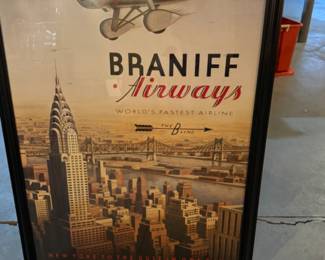 BRANIFF
Airways
WORLD'S FASTEST AIRLINE
THE
B LINE